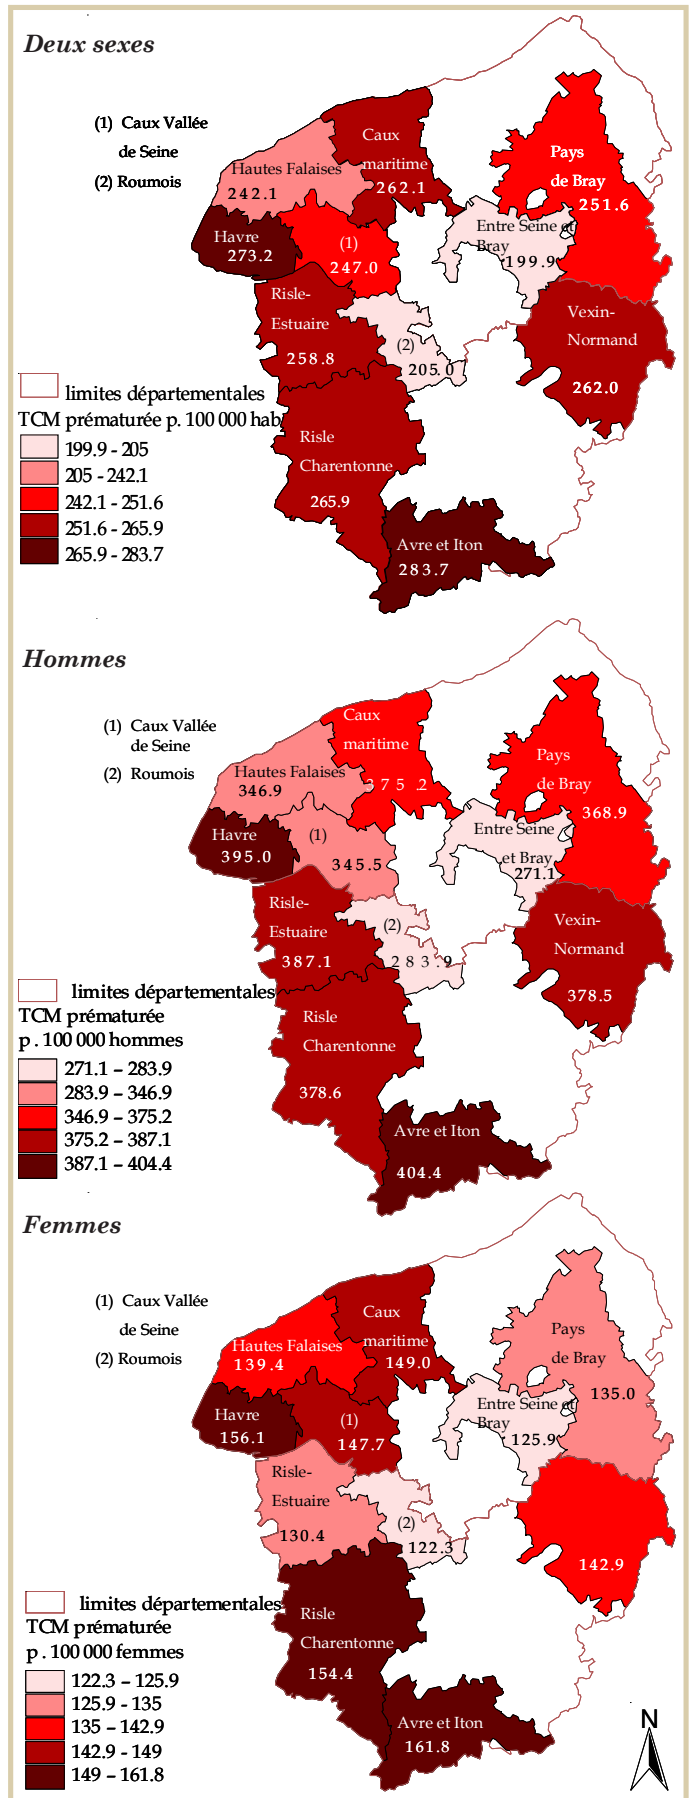 Deux sexes
(1) Caux Vallée
de Seine
(2) Roumois
Caux
maritime
262.1
Hautes Falaises
242.1
Pays
de Bray
251.6
Havre
273.2
(1)
247.0
Entre Seine et
Bray
199.9
Risle-
Estuaire
258.8
(2)
205.0
Vexin-
Normand
262.0
Risle
Charentonne
265.9
Avre et Iton
283.7
limites départementales
TCM prématurée p. 100 000 hab
199.9 - 205
205 - 242.1
242.1 - 251.6
251.6 - 265.9
265.9 - 283.7
Hommes
(1) Caux Vallée
de Seine
(2) Roumois
Caux
maritime
375.2
Hautes Falaises
346.9
Pays
de Bray
368.9
Havre
395.0
(1)
345.5
Entre Seine
et Bray
271.1
Risle-
Estuaire
387.1
(2)
283.9
Vexin-
Normand
378.5
Risle
Charentonne
378.6
Avre et Iton
404.4
limites départementales
TCM prématurée
p . 100 000 hommes
271.1 – 283.9
283.9 – 346.9
346.9 – 375.2
375.2 – 387.1
387.1 – 404.4
Femmes
(1) Caux Vallée
de Seine
(2) Roumois
Caux
maritime
149.0
Hautes Falaises
139.4
Pays
de Bray
135.0
Havre
156.1
(1)
147.7
Entre Seine et
Bray
125.9
Risle-
Estuaire
130.4
(2)
122.3
142.9
Risle
Charentonne
154.4
Avre et Iton
161.8
limites départementales
TCM prématurée
p . 100 000 femmes
122.3 – 125.9
125.9 - 135
135 – 142.9
142.9 - 149
149 - 161.8
N